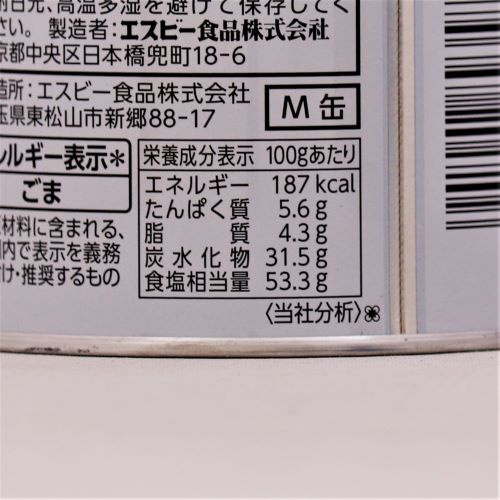 射日光、高温多湿を避けて保存してく
さい。製造者：エスビー食品株式会社
京都中央区日本橋兜町18-6
造所：エスビー食品株式会社
玉県東松山市新郷88-17
M缶
レルギー表示*
ごま
原材料に含まれる、
国内で表示を義務
付け・推奨するもの
栄養成分表示 100gあたり
エネルギー 187kcal
たんぱく質 5.6g
脂質 4.3g
炭水化物 31.5g
食塩相当量 53.3g
〈当社分析〉